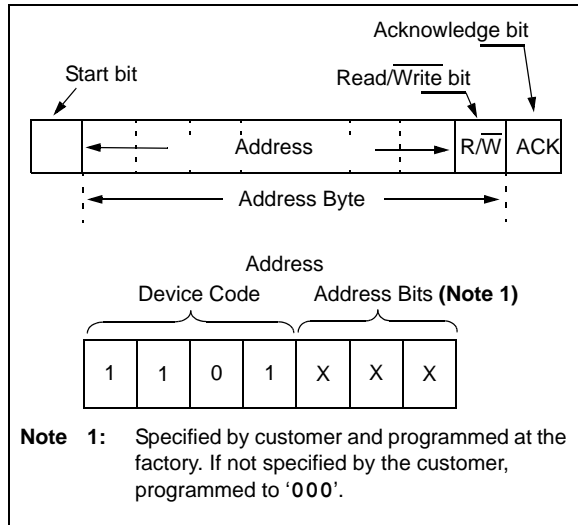 Acknowledge bit
Start bit
Read/Write bit
Address R/W ACK
Address Byte
Address
Device Code Address Bits (Note 1)
1 1 0 1 X X X
Note 1: Specified by customer and programmed at the
factory. If not specified by the customer,
programmed to ‘000’.